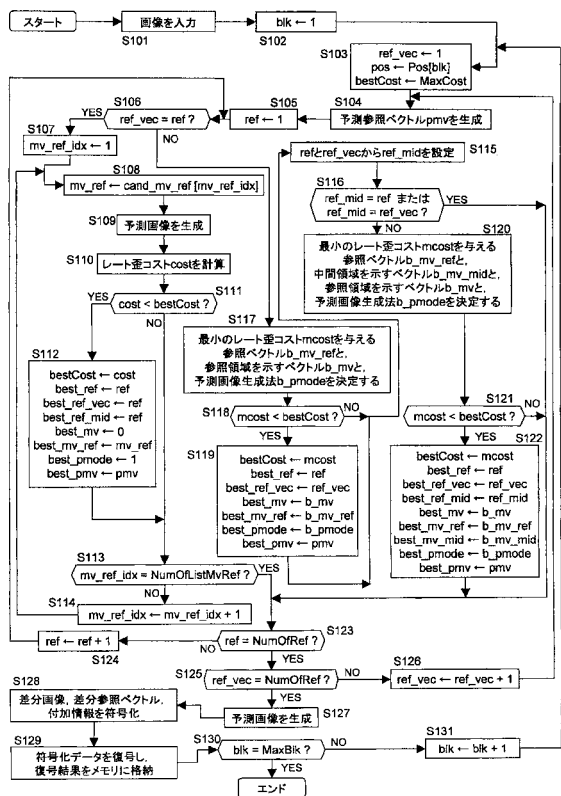 スタート
画像を入力
S101
blk ← 1
S102
S103
ref_vec ← 1
pos ← Pos[blk]
bestCost ← MaxCost
S104
予測参照ベクトルpmvを生成
S105
ref ← 1
S106
ref_vec = ref ?
YES
NO
S107
mv_ref_idx ← 1
S108
mv_ref ← cand_mv_ref [mv_ref_idx]
S109
予測画像を生成
S110
レート歪コストcostを計算
S111
cost < bestCost ?
YES
NO
S112
bestCost ← cost
best_ref ← ref
best_ref_vec ← ref
best_ref_mid ← ref
best_mv ← 0
best_mv_ref ← mv_ref
best_pmode ← 1
best_pmv ← pmv
S113
mv_ref_idx = NumOfListMvRef ?
YES
NO
S114
mv_ref_idx ← mv_ref_idx + 1
S115
refとref_vecからref_midを設定
S116
ref_mid = ref または
ref_mid = ref_vec ?
YES
NO
S117
最小のレート歪コストmcostを与える
参照ベクトルb_mv_refと,
参照領域を示すベクトルb_mvと,
予測画像生成法b_pmodeを決定する
S118
mcost < bestCost ?
NO
YES
S119
bestCost ← mcost
best_ref ← ref
best_ref_vec ← ref_vec
best_mv ← b_mv
best_mv_ref ← b_mv_ref
best_pmode ← b_pmode
best_pmv ← pmv
S120
最小のレート歪コストmcostを与える
参照ベクトルb_mv_refと,
中間領域を示すベクトルb_mv_midと,
参照領域を示すベクトルb_mvと,
予測画像生成法b_pmodeを決定する
S121
mcost < bestCost ?
NO
YES
S122
bestCost ← mcost
best_ref ← ref
best_ref_vec ← ref_vec
best_ref_mid ← ref_mid
best_mv ← b_mv
best_mv_ref ← b_mv_ref
best_mv_mid ← b_mv_mid
best_pmode ← b_pmode
best_pmv ← pmv
S123
ref = NumOfRef ?
NO
YES
ref ← ref + 1
S124
S125
ref_vec = NumOfRef ?
NO
YES
S126
ref_vec ← ref_vec + 1
予測画像を生成
S127
S128
差分画像, 差分参照ベクトル,
付加情報を符号化
S129
符号化データを復号し,
復号結果をメモリに格納
S130
blk = MaxBlk ?
NO
YES
S131
blk ← blk + 1
エンド